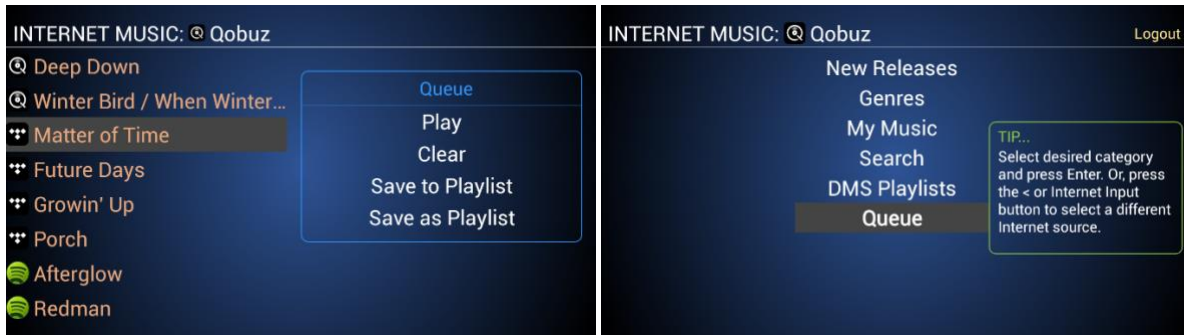 INTERNET MUSIC: Qobuz
Deep Down
Winter Bird / When Winter...
Matter of Time
Future Days
Growin' Up
Porch
Afterglow
Redman
Queue
Play
Clear
Save to Playlist
Save as Playlist
INTERNET MUSIC: Qobuz
Logout
New Releases
Genres
My Music
Search
DMS Playlists
Queue
TIP...
Select desired category
and press Enter. Or, press
the < or Internet Input
button to select a different
Internet source.